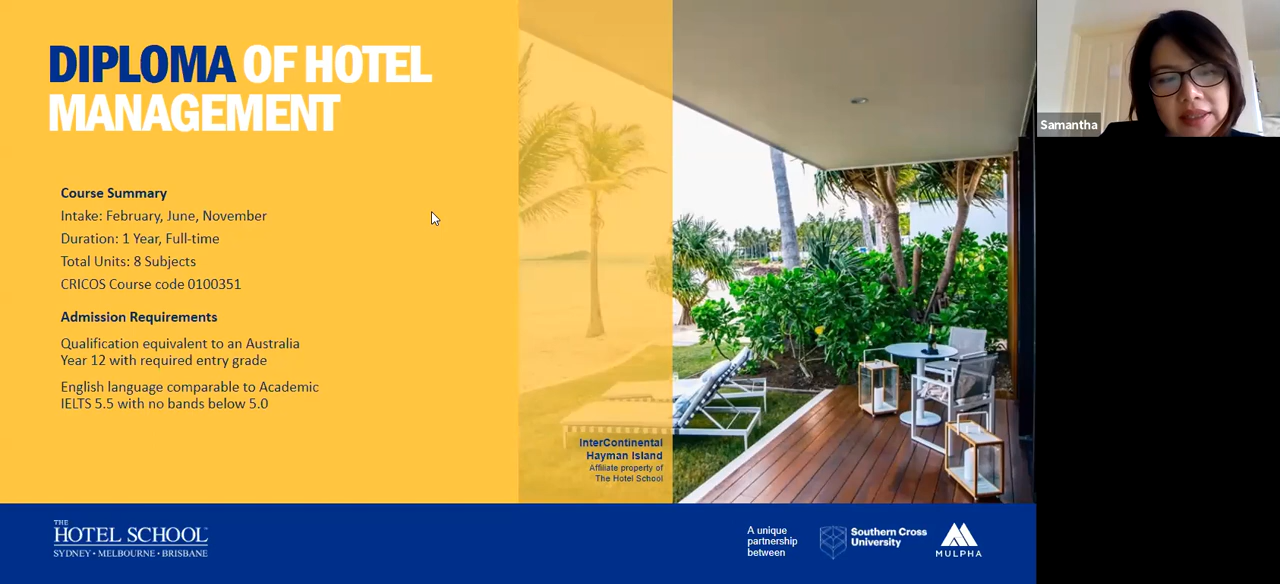 DIPLOMA OF HOTEL
MANAGEMENT
Course Summary
Intake: February, June, November
Duration: 1 Year, Full-time
Total Units: 8 Subjects
CRICOS Course code 0100351
Admission Requirements
Qualification equivalent to an Australia
Year 12 with required entry grade
English language comparable to Academic
IELTS 5.5 with no bands below 5.0
InterContinental
Hayman Island
Affiliate property of
The Hotel School
Samantha
THE
HOTEL SCHOOL
SYDNEY • MELBOURNE • BRISBANE
A unique
partnership
between
Southern Cross
University
MULPHA